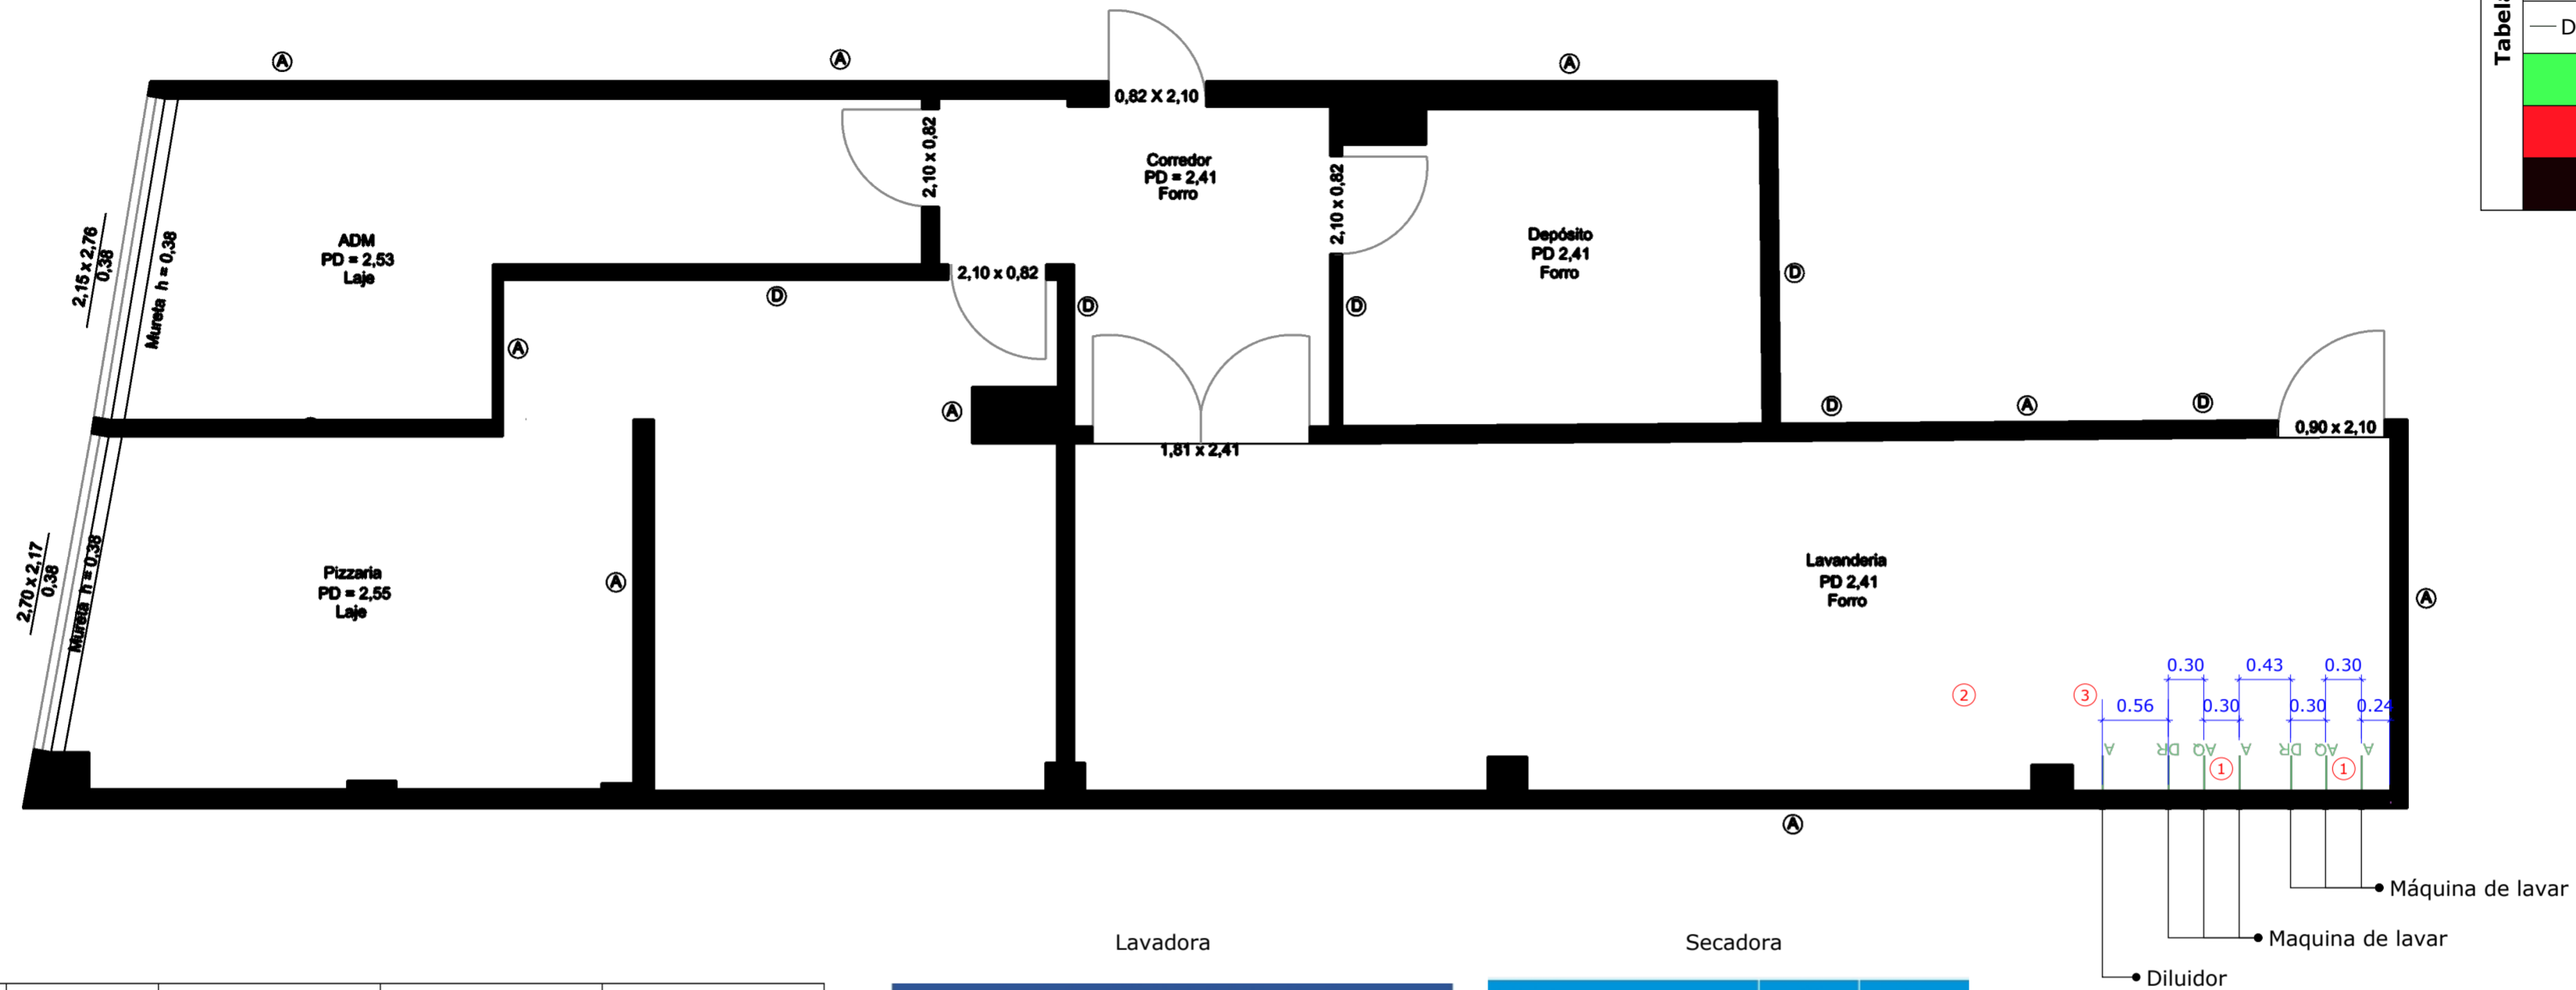 Tabela
D
A
A
A
0,82 X 2,10
2,10 x 0,82
Corredor
PD = 2,41
Forro
2,10 x 0,82
2,15 x 2,76
0,38
Mureta h = 0,38
ADM
PD = 2,53
Laje
Depósito
PD 2,41
Forro
D
2,10 x 0,82
D
D
D
A
A
D
A
D
0,90 x 2,10
1,81 x 2,41
2,70 x 2,17
0,38
Mureta h = 0,38
Pizzaria
PD = 2,55
Laje
A
Lavanderia
PD 2,41
Forro
A
0.30
0.43
0.30
2
3
0.56
0.30
0.30
0.24
A
DR
AQ
A
DR
AQ
A
1
1
A
Máquina de lavar
Maquina de lavar
Diluidor
Lavadora
Secadora